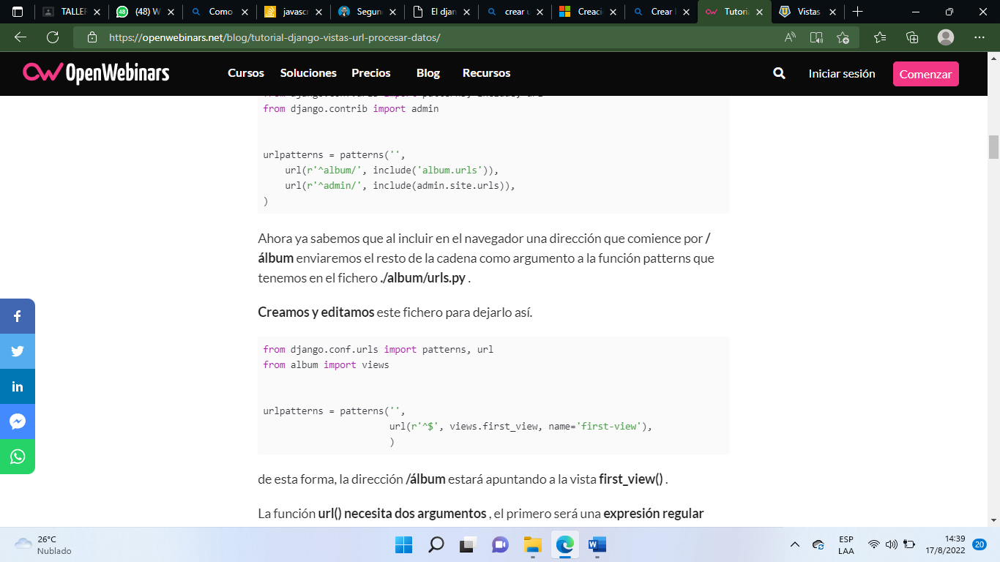 TALLER
(48) W
Como
javascr
Segun
El djan
crear u
Creaci
Crear l
Tutoria
Vistas
https://openwebinars.net/blog/tutorial-django-vistas-url-procesar-datos/
OpenWebinars
Cursos Soluciones Precios Blog Recursos
Iniciar sesión Comenzar
from django.contrib import admin
urlpatterns = patterns('',
url(r'^album/', include('album.urls')),
url(r'^admin/', include(admin.site.urls)),
)
Ahora ya sabemos que al incluir en el navegador una dirección que comience por /
álbum enviaremos el resto de la cadena como argumento a la función patterns que
tenemos en el fichero ./album/urls.py .
Creamos y editamos este fichero para dejarlo así.
from django.conf.urls import patterns, url
from album import views
urlpatterns = patterns('',
url(r'^$', views.first_view, name='first-view'),
)
de esta forma, la dirección /álbum estará apuntando a la vista first_view() .
La función url() necesita dos argumentos , el primero será una expresión regular
26°C
Nublado
ESP
LAA
14:39
17/8/2022
20